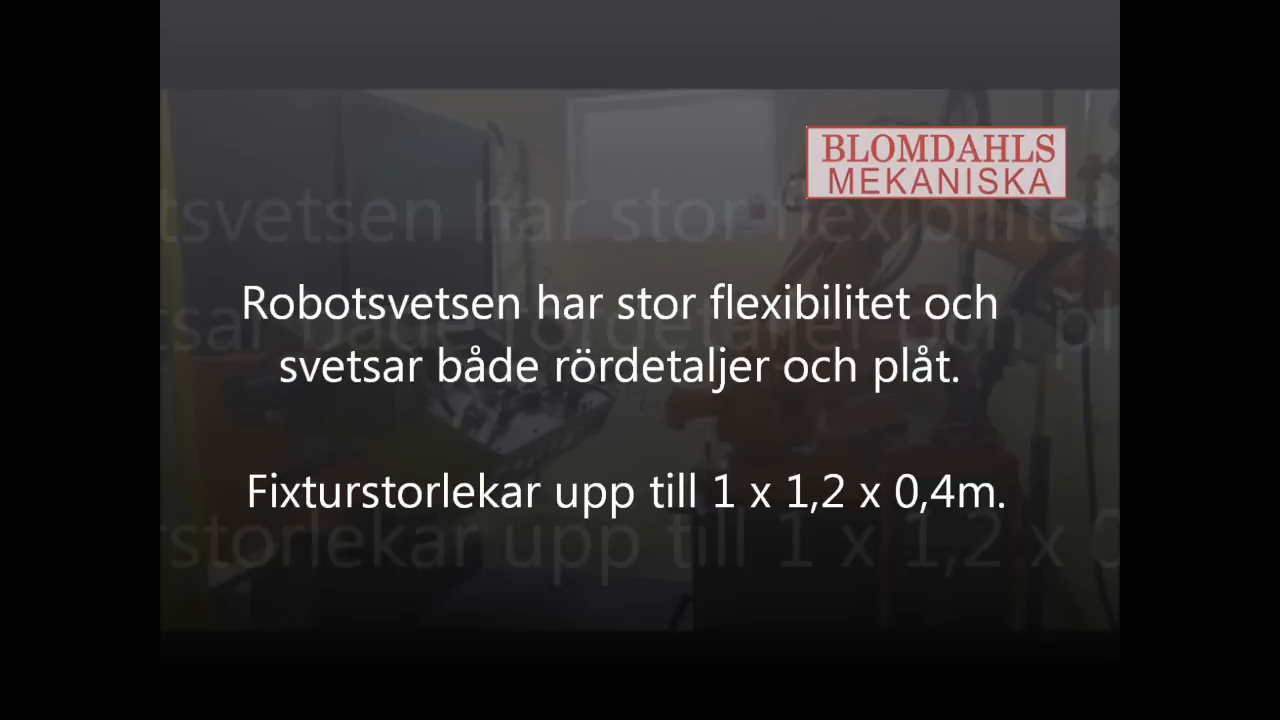 BLOMDAHLS
MEKANISKA
Robotsvetsen har stor flexibilitet och
svetsar både rördetaljer och plåt.
Fixturstorlekar upp till 1 x 1,2 x 0,4m.